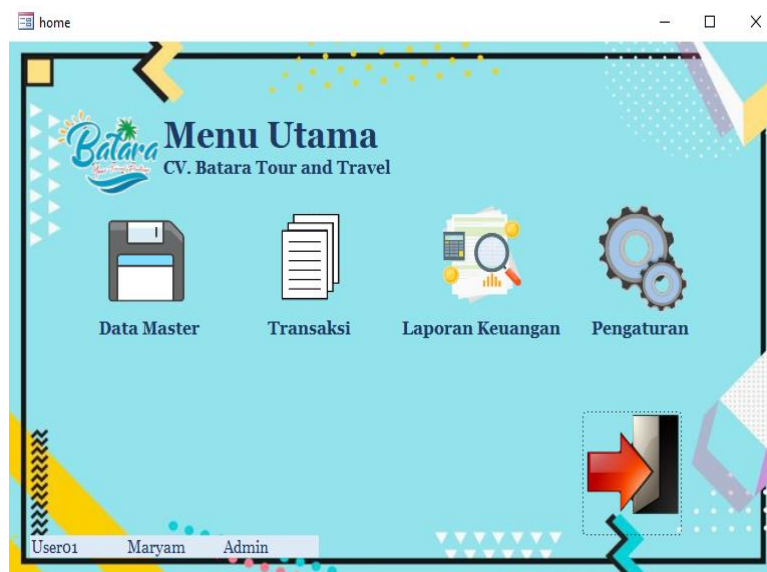 home
Batara
Menu Utama
CV. Batara Tour and Travel
Data Master Transaksi Laporan Keuangan Pengaturan
User01 Maryam Admin